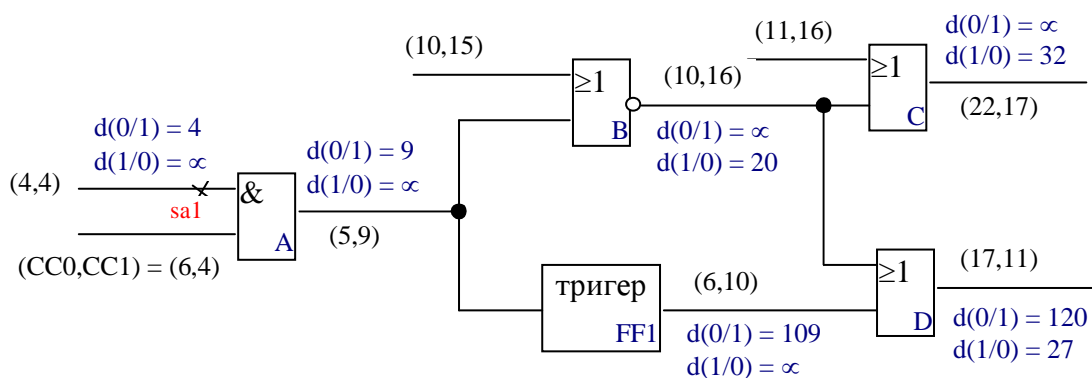 (10,15)
≥1
B
(10,16)
d(0/1) = ∝
d(1/0) = 20
(11,16)
≥1
C
d(0/1) = ∝
d(1/0) = 32
(22,17)
d(0/1) = 4
d(1/0) = ∝
(4,4)
sa1
&
A
(CC0,CC1) = (6,4)
d(0/1) = 9
d(1/0) = ∝
(5,9)
тригер
FF1
(6,10)
d(0/1) = 109
d(1/0) = ∝
≥1
D
(17,11)
d(0/1) = 120
d(1/0) = 27